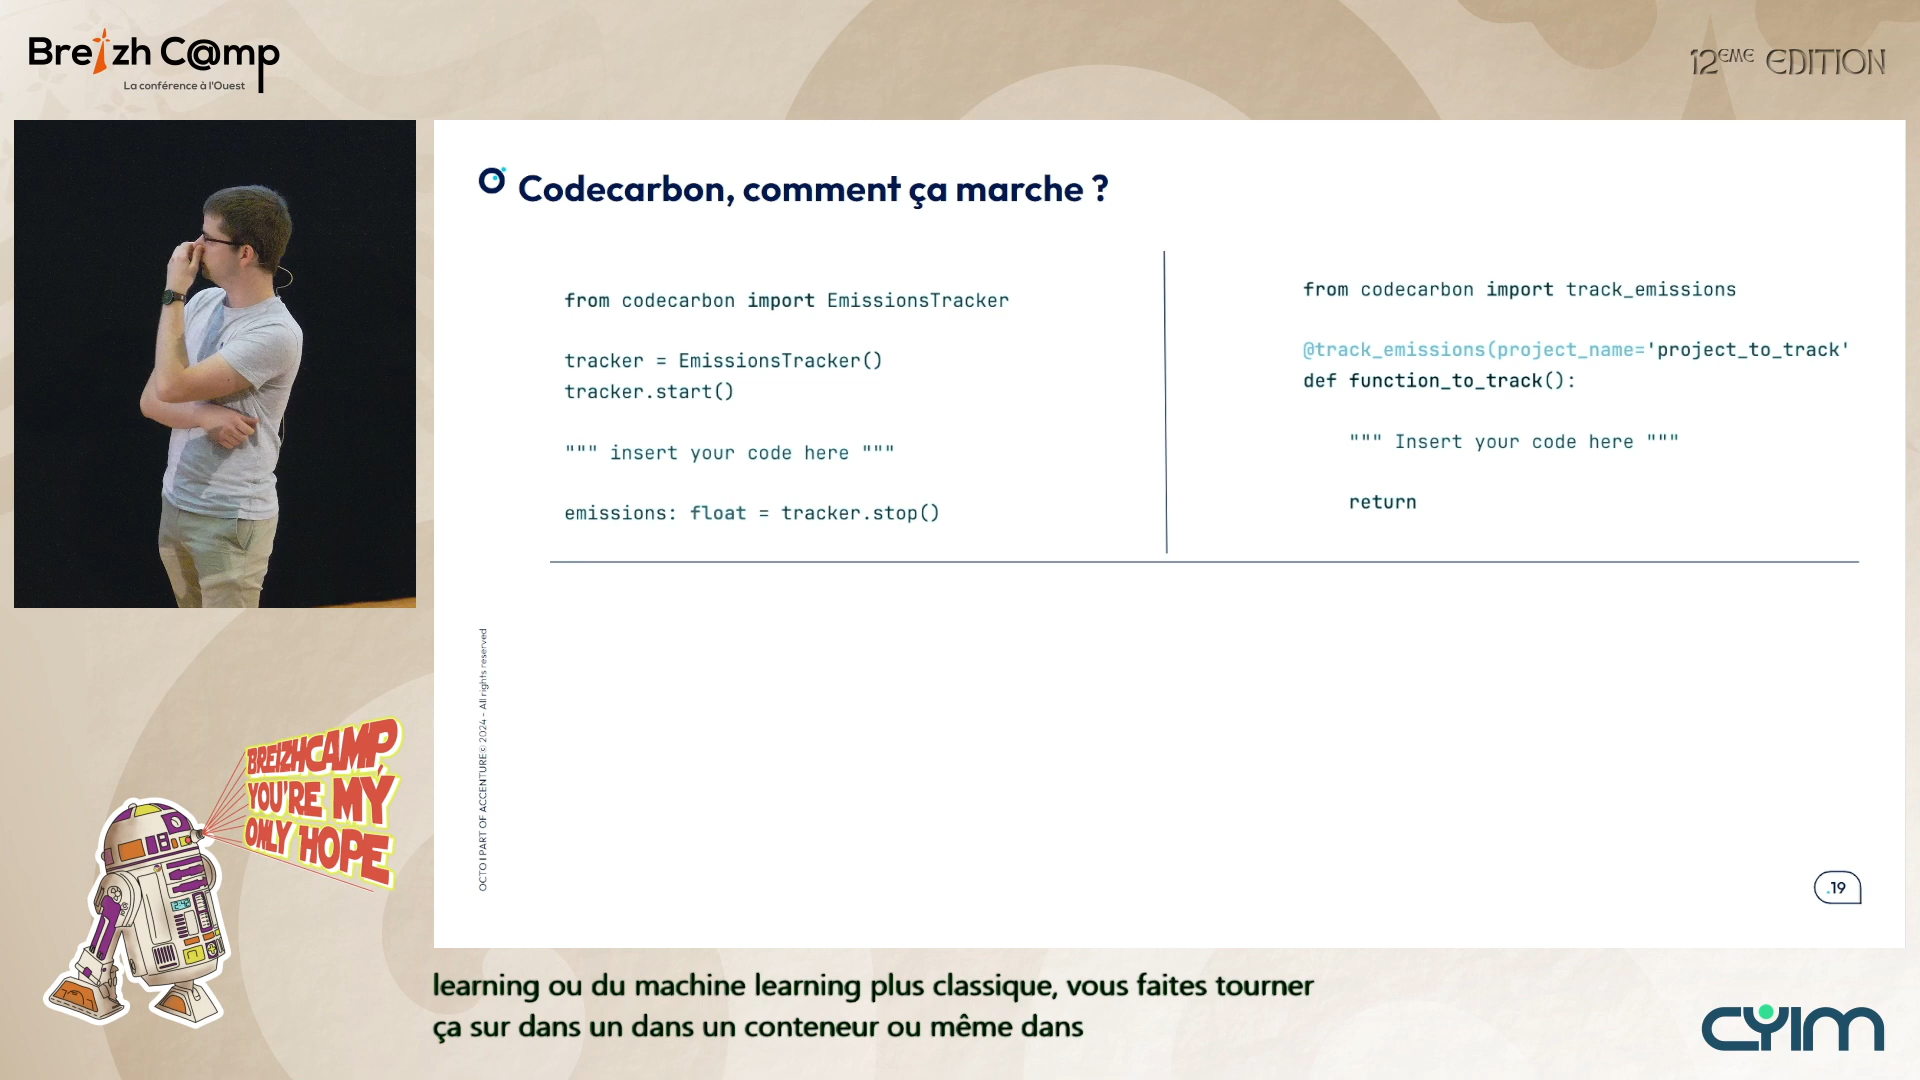 Breizh C@mp
La conférence à l'Ouest
12ÈME EDITION
Codecarbon, comment ça marche ?
from codecarbon import EmissionsTracker
tracker = EmissionsTracker()
tracker.start()
""" insert your code here """
emissions: float = tracker.stop()
from codecarbon import track_emissions
@track_emissions(project_name='project_to_track'
def function_to_track():
""" Insert your code here """
return
OCTO I PART OF ACCENTURE © 2024 - All rights reserved
.19
BREIZHCAMP,
YOU'RE MY
ONLY HOPE
learning ou du machine learning plus classique, vous faites tourner
ça sur dans un dans un conteneur ou même dans
CYIM